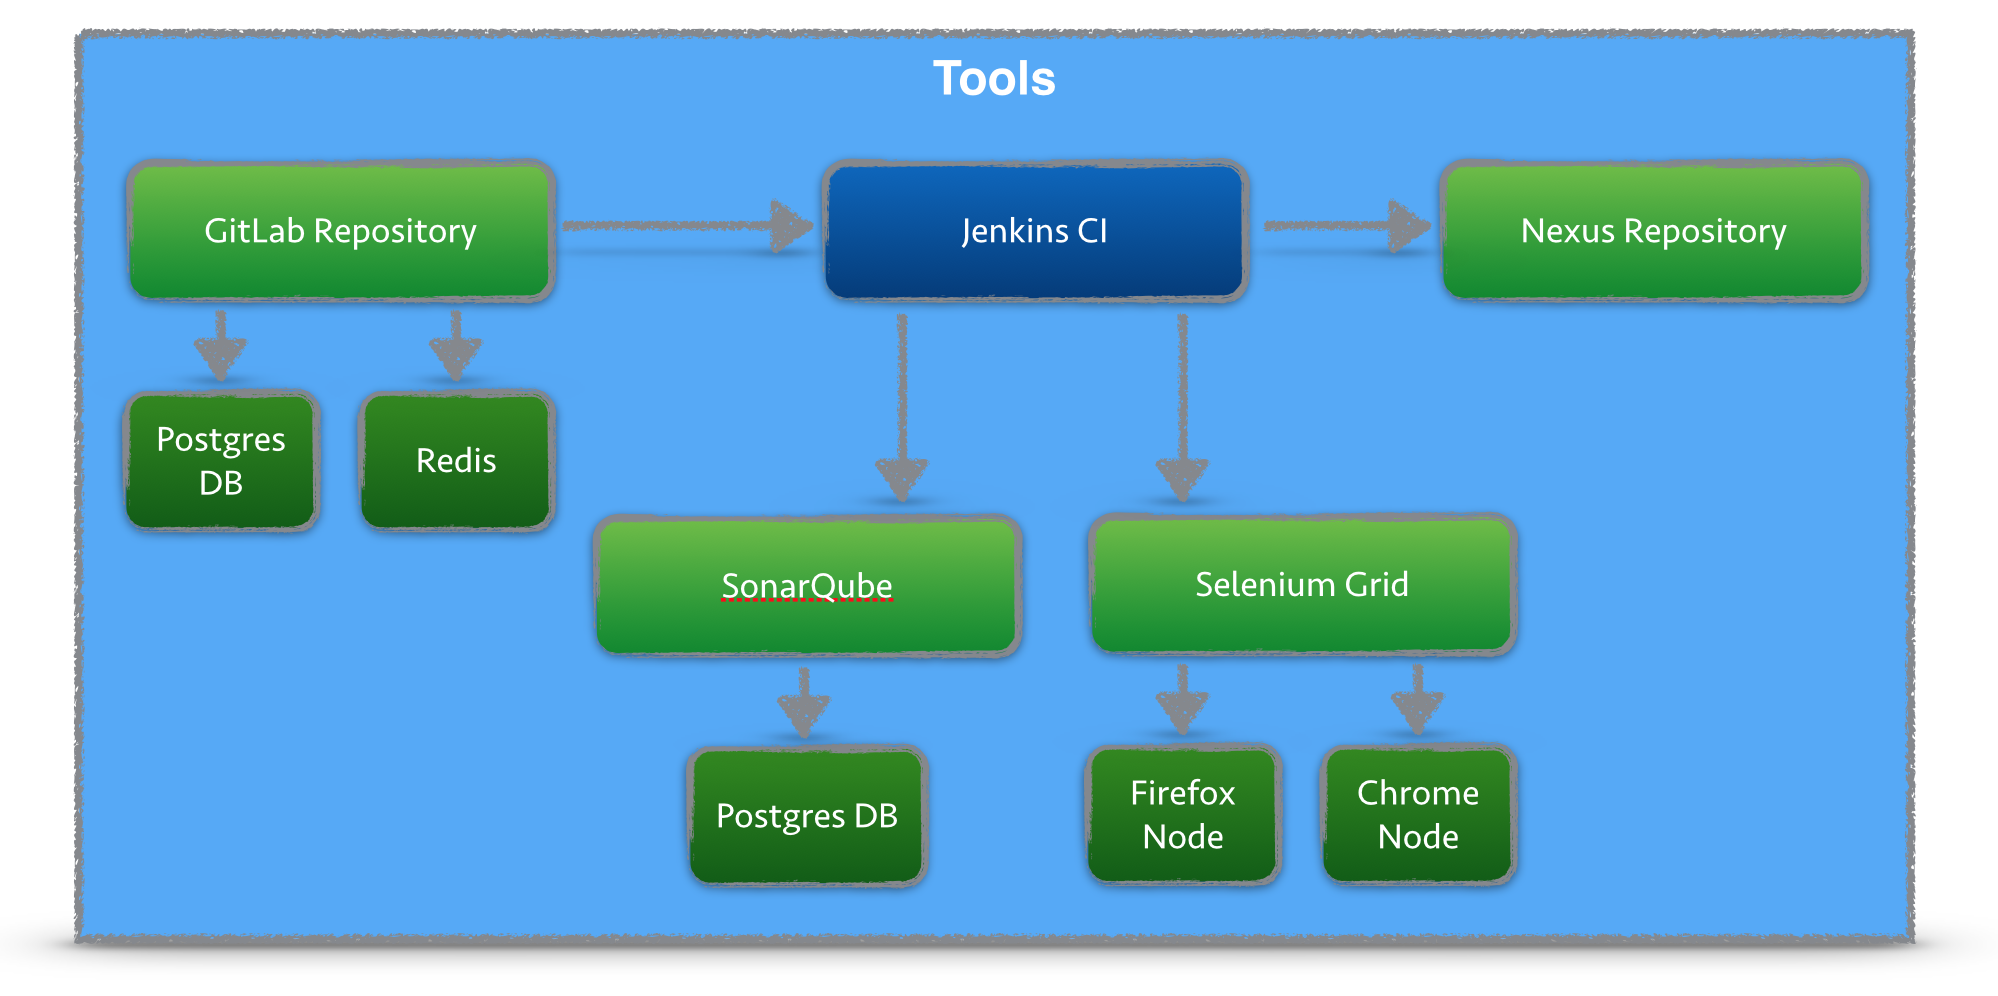 Tools
GitLab Repository
Jenkins CI
Nexus Repository
Postgres
DB
Redis
SonarQube
Selenium Grid
Postgres DB
Firefox
Node
Chrome
Node